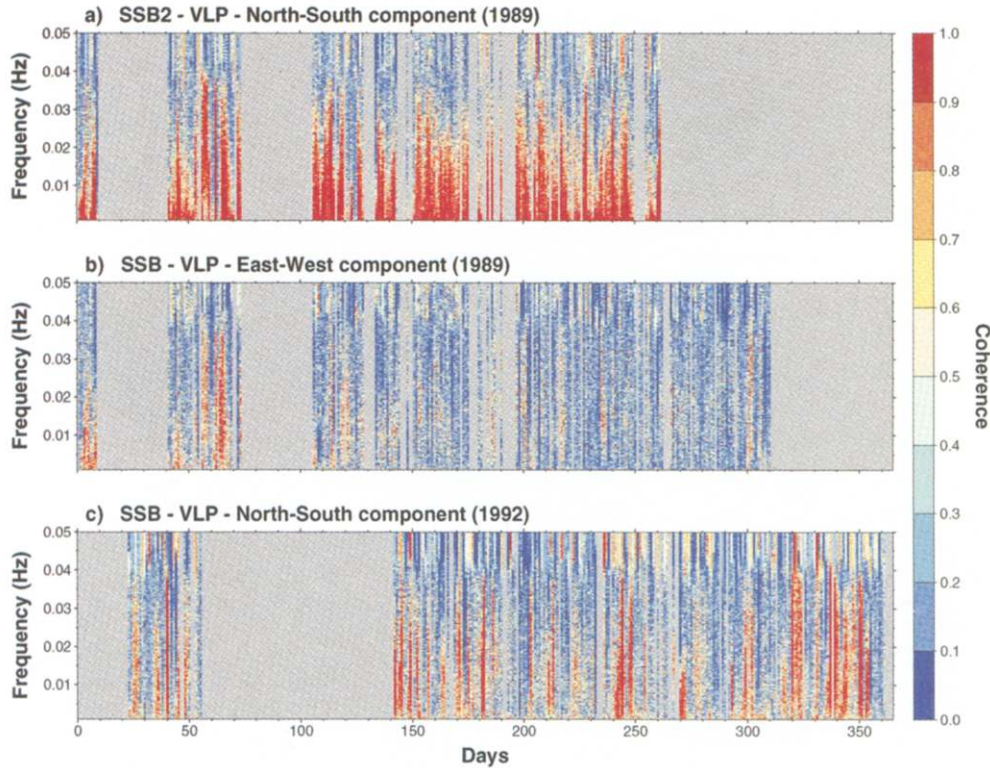 a) SSB2 - VLP - North-South component (1989)
Frequency (Hz)
0.05
0.04
0.03
0.02
0.01
b) SSB - VLP - East-West component (1989)
Frequency (Hz)
0.05
0.04
0.03
0.02
0.01
c) SSB - VLP - North-South component (1992)
Frequency (Hz)
0.05
0.04
0.03
0.02
0.01
0 50 100 150 200 250 300 350
Days
1.0
0.9
0.8
0.7
0.6
0.5
0.4
0.3
0.2
0.1
0.0
Coherence